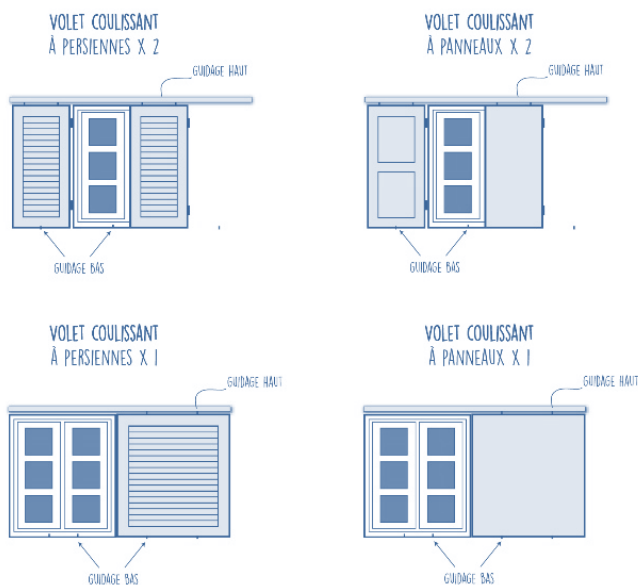 VOLET COULISSANT
À PERSIENNES X 2
GUIDAGE HAUT
GUIDAGE BAS
VOLET COULISSANT
À PANNEAUX X 2
GUIDAGE HAUT
GUIDAGE BAS
VOLET COULISSANT
À PERSIENNES X 1
GUIDAGE HAUT
GUIDAGE BAS
VOLET COULISSANT
À PANNEAUX X 1
GUIDAGE HAUT
GUIDAGE BAS